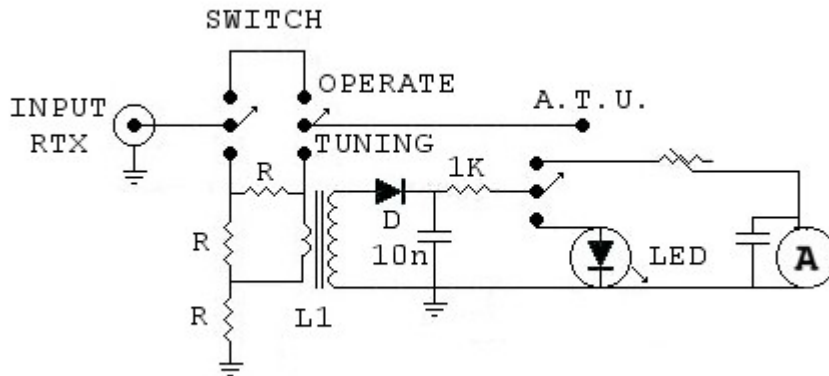 SWITCH
OPERATE
INPUT
RTX
A.T.U.
TUNING
R
1K
R
D
10n
LED
A
R
L1